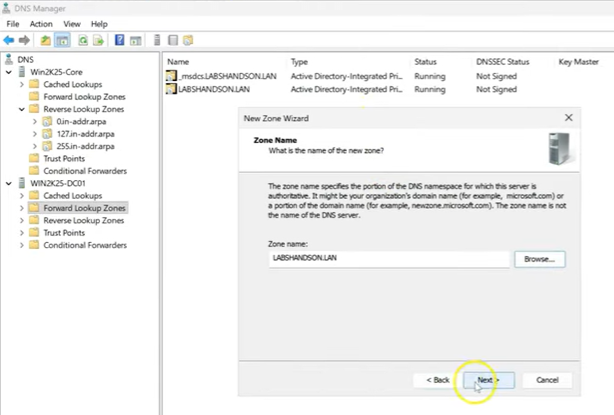 DNS Manager
File Action View Help
DNS
Win2K25-Core
Cached Lookups
Forward Lookup Zones
Reverse Lookup Zones
0.in-addr.arpa
127.in-addr.arpa
255.in-addr.arpa
Trust Points
Conditional Forwarders
WIN2K25-DC01
Cached Lookups
Forward Lookup Zones
Reverse Lookup Zones
Trust Points
Conditional Forwarders
Name Type Status DNSSEC Status Key Master
_msdcs.LABSHANDSON.LAN Active Directory-Integrated Pri... Running Not Signed
LABSHANDSON.LAN Active Directory-Integrated Pri... Running Not Signed
New Zone Wizard
Zone Name
What is the name of the new zone?
The zone name specifies the portion of the DNS namespace for which this server is
authoritative. It might be your organization's domain name (for example, microsoft.com) or
a portion of the domain name (for example, newzone.microsoft.com). The zone name is not
the name of the DNS server.
Zone name:
LABSHANDSON.LAN
Browse...
< Back Next > Cancel